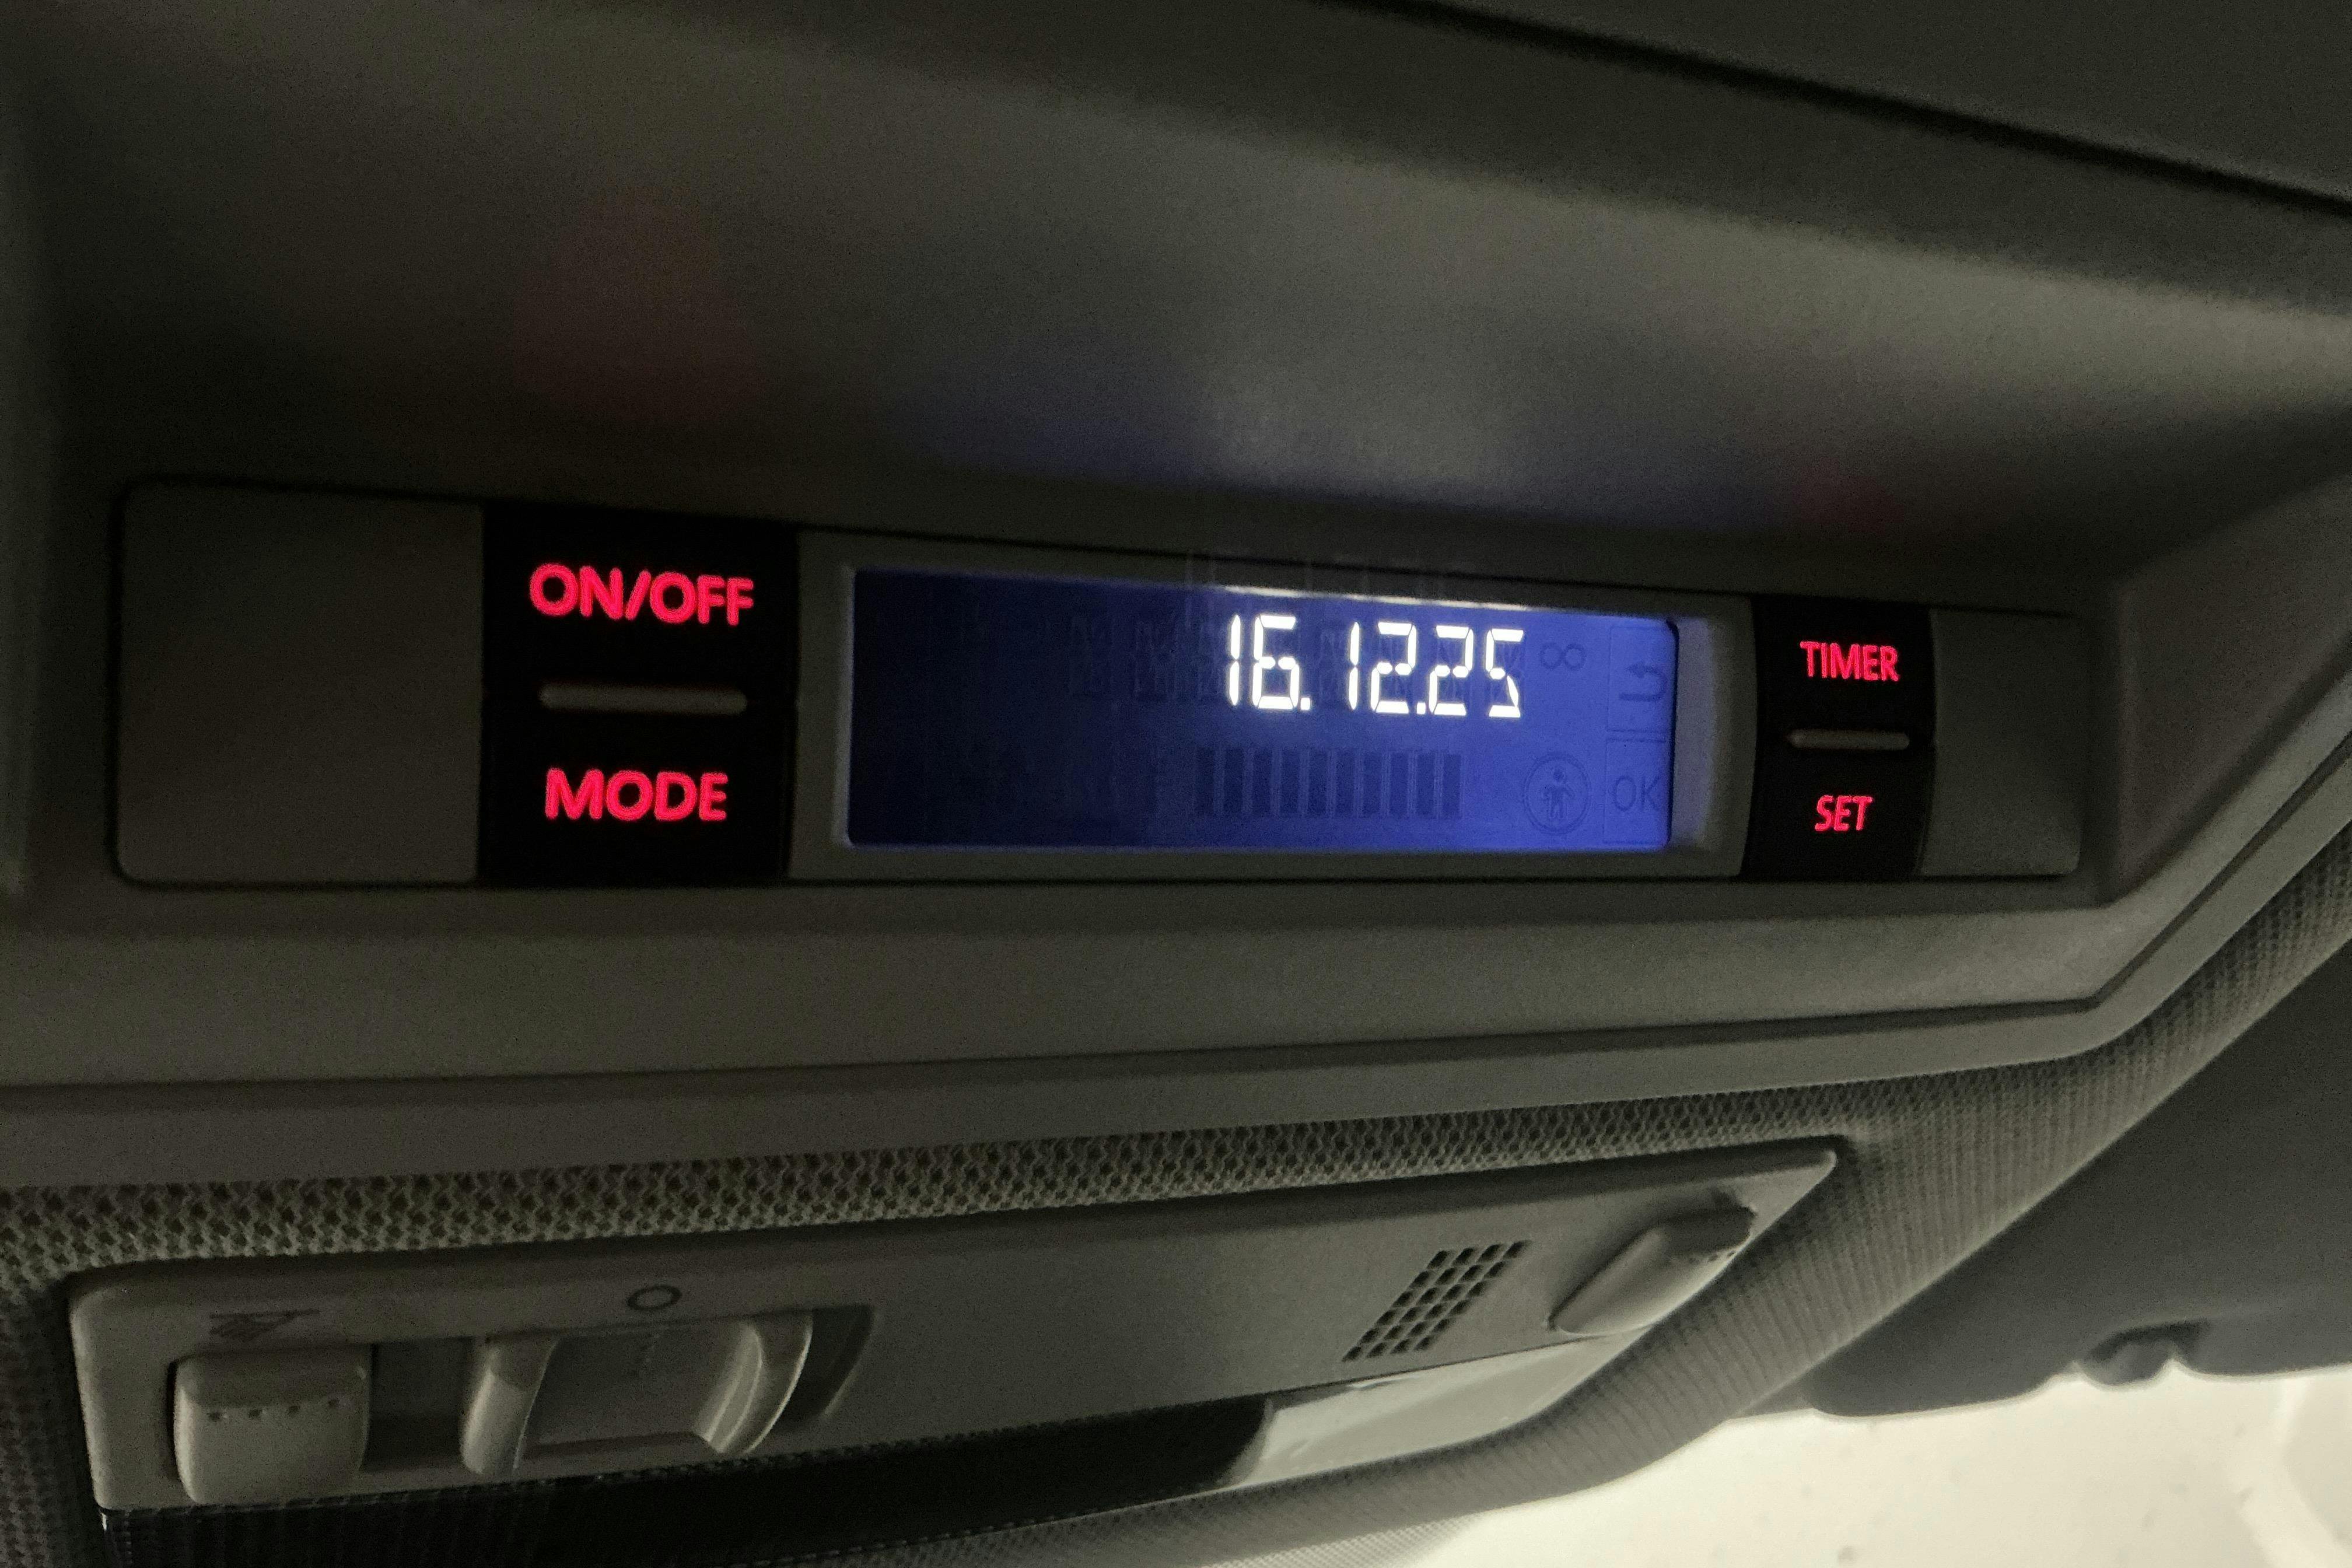 ON/OFF
MODE
16.12.25
∞
OK
TIMER
SET